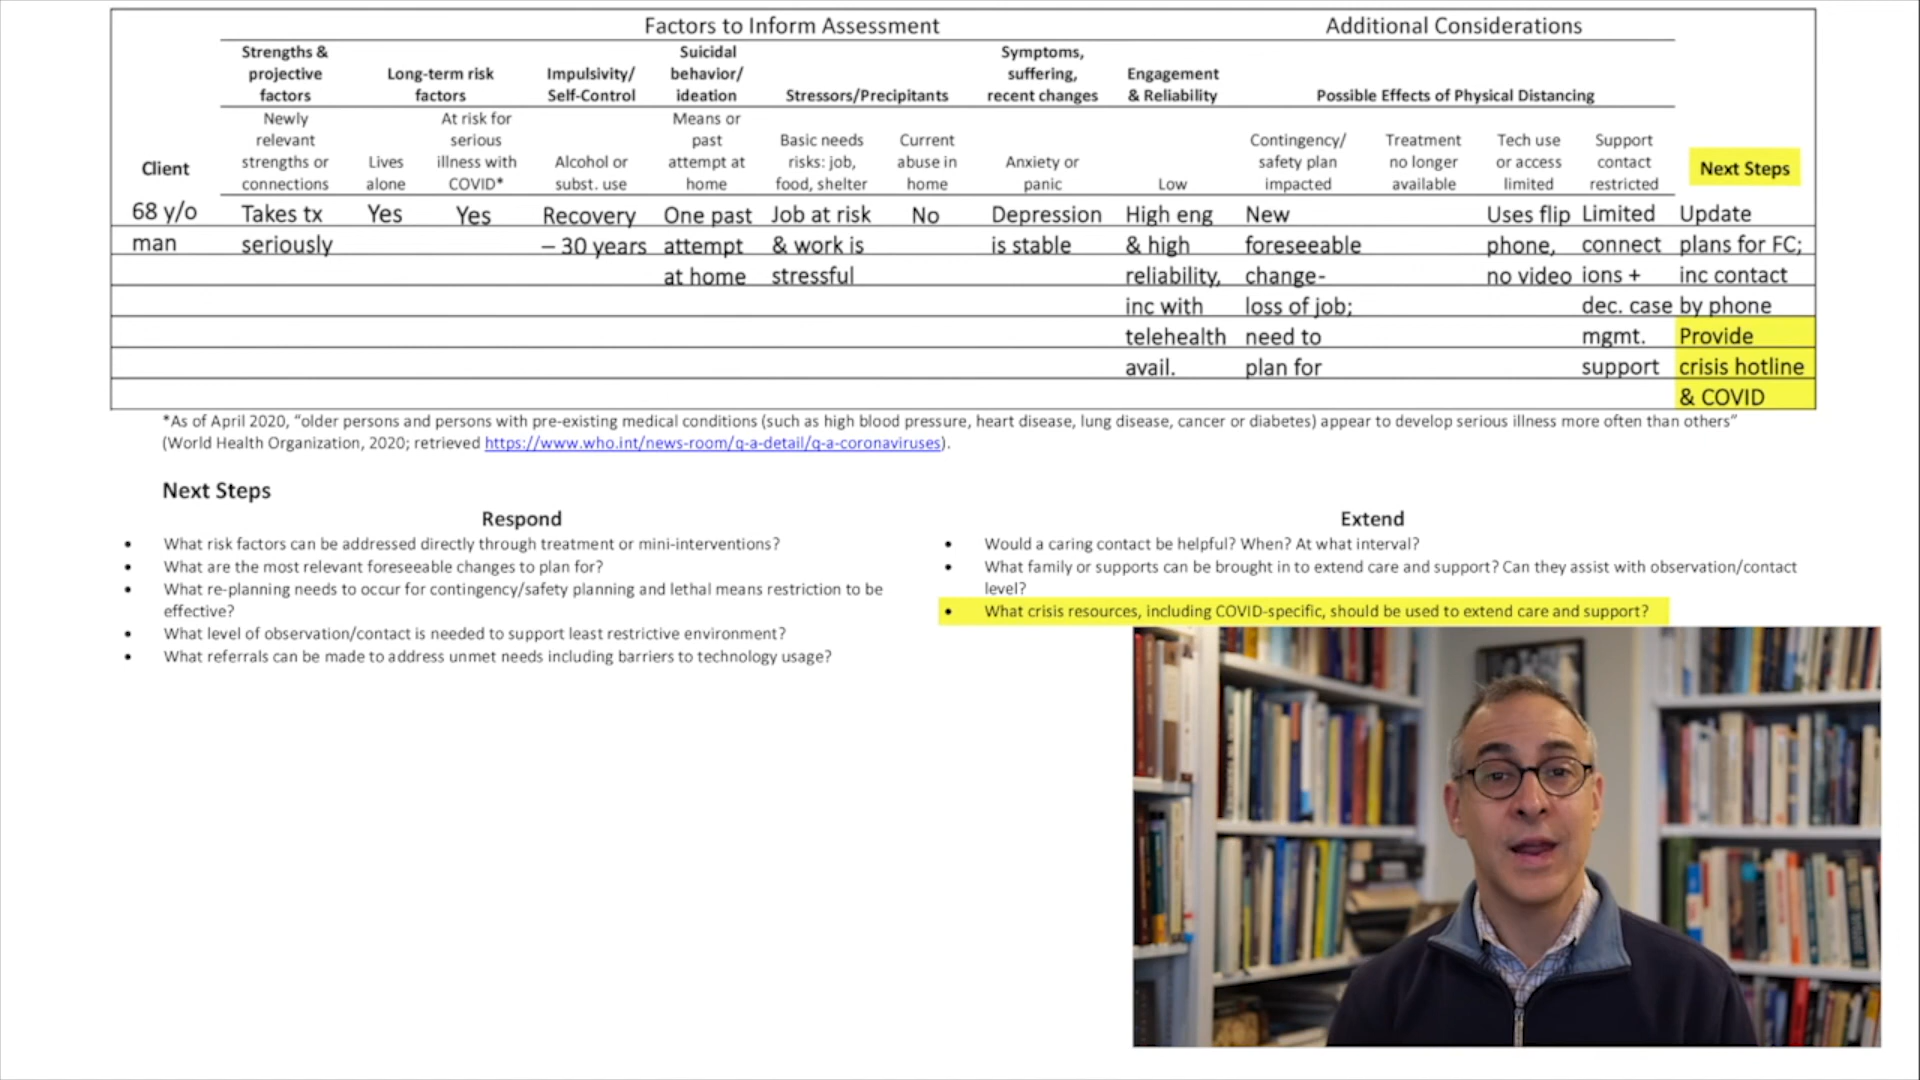 Factors to Inform Assessment
Additional Considerations
Strengths &
projective
factors
Long-term risk
factors
Impulsivity/
Self-Control
Suicidal
behavior/
ideation
Stressors/Precipitants
Symptoms,
suffering,
recent changes
Engagement
& Reliability
Possible Effects of Physical Distancing
Client
Newly
relevant
strengths or
connections
Lives
alone
At risk for
serious
illness with
COVID*
Alcohol or
subst. use
Means or
past
attempt at
home
Basic needs
risks: job,
food, shelter
Current
abuse in
home
Anxiety or
panic
Low
Contingency/
safety plan
impacted
Treatment
no longer
available
Tech use
or access
limited
Support
contact
restricted
Next Steps
68 y/o
man
Takes tx
seriously
Yes
Yes
Recovery
– 30 years
One past
attempt
at home
Job at risk
& work is
stressful
No
Depression
is stable
High eng
& high
reliability,
inc with
telehealth
avail.
New
foreseeable
change-
loss of job;
need to
plan for
Uses flip
phone,
no video
Limited
connect
ions +
dec. case
mgmt.
support
Update
plans for FC;
inc contact
by phone
Provide
crisis hotline
& COVID
*As of April 2020, “older persons and persons with pre-existing medical conditions (such as high blood pressure, heart disease, lung disease, cancer or diabetes) appear to develop serious illness more often than others”
(World Health Organization, 2020; retrieved https://www.who.int/news-room/q-a-detail/q-a-coronaviruses).
Next Steps
Respond
• What risk factors can be addressed directly through treatment or mini-interventions?
• What are the most relevant foreseeable changes to plan for?
• What re-planning needs to occur for contingency/safety planning and lethal means restriction to be
effective?
• What level of observation/contact is needed to support least restrictive environment?
• What referrals can be made to address unmet needs including barriers to technology usage?
Extend
• Would a caring contact be helpful? When? At what interval?
• What family or supports can be brought in to extend care and support? Can they assist with observation/contact
level?
• What crisis resources, including COVID-specific, should be used to extend care and support?